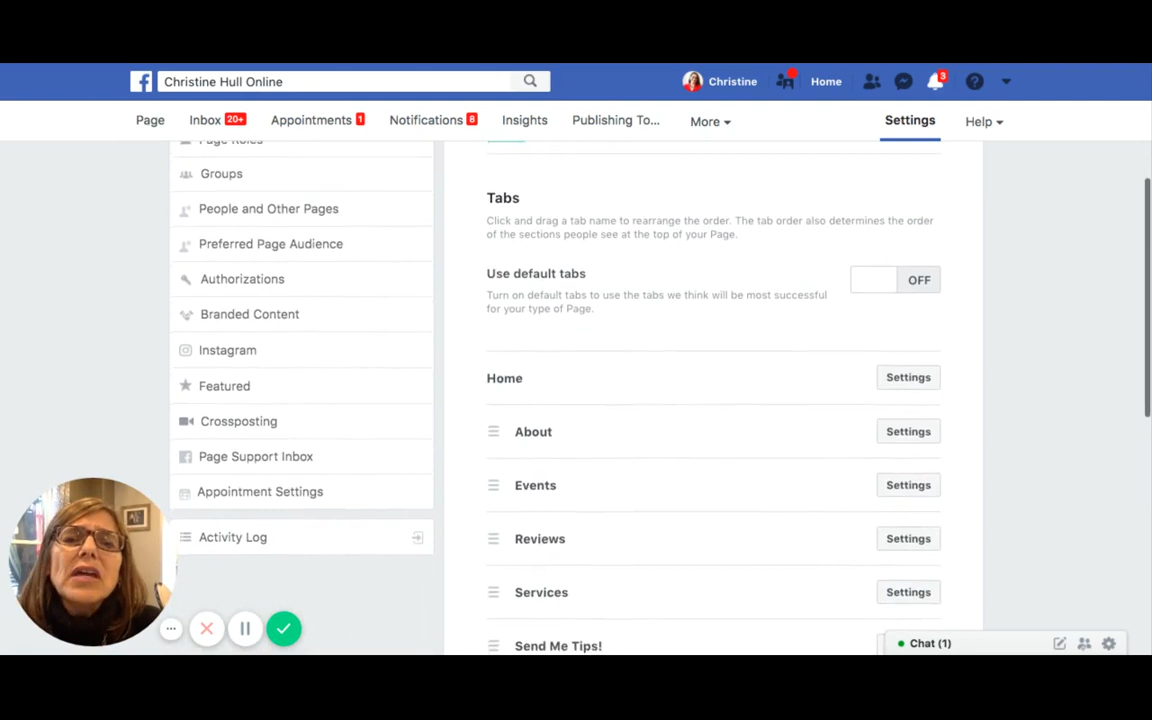 Christine Hull Online
Christine
Home
3
Page
Inbox 20+
Appointments 1
Notifications 8
Insights
Publishing To...
More
Settings
Help
Page Roles
Groups
People and Other Pages
Preferred Page Audience
Authorizations
Branded Content
Instagram
Featured
Crossposting
Page Support Inbox
Appointment Settings
Activity Log
Tabs
Click and drag a tab name to rearrange the order. The tab order also determines the order
of the sections people see at the top of your Page.
Use default tabs
OFF
Turn on default tabs to use the tabs we think will be most successful
for your type of Page.
Home Settings
About Settings
Events Settings
Reviews Settings
Services Settings
Send Me Tips!
Chat (1)